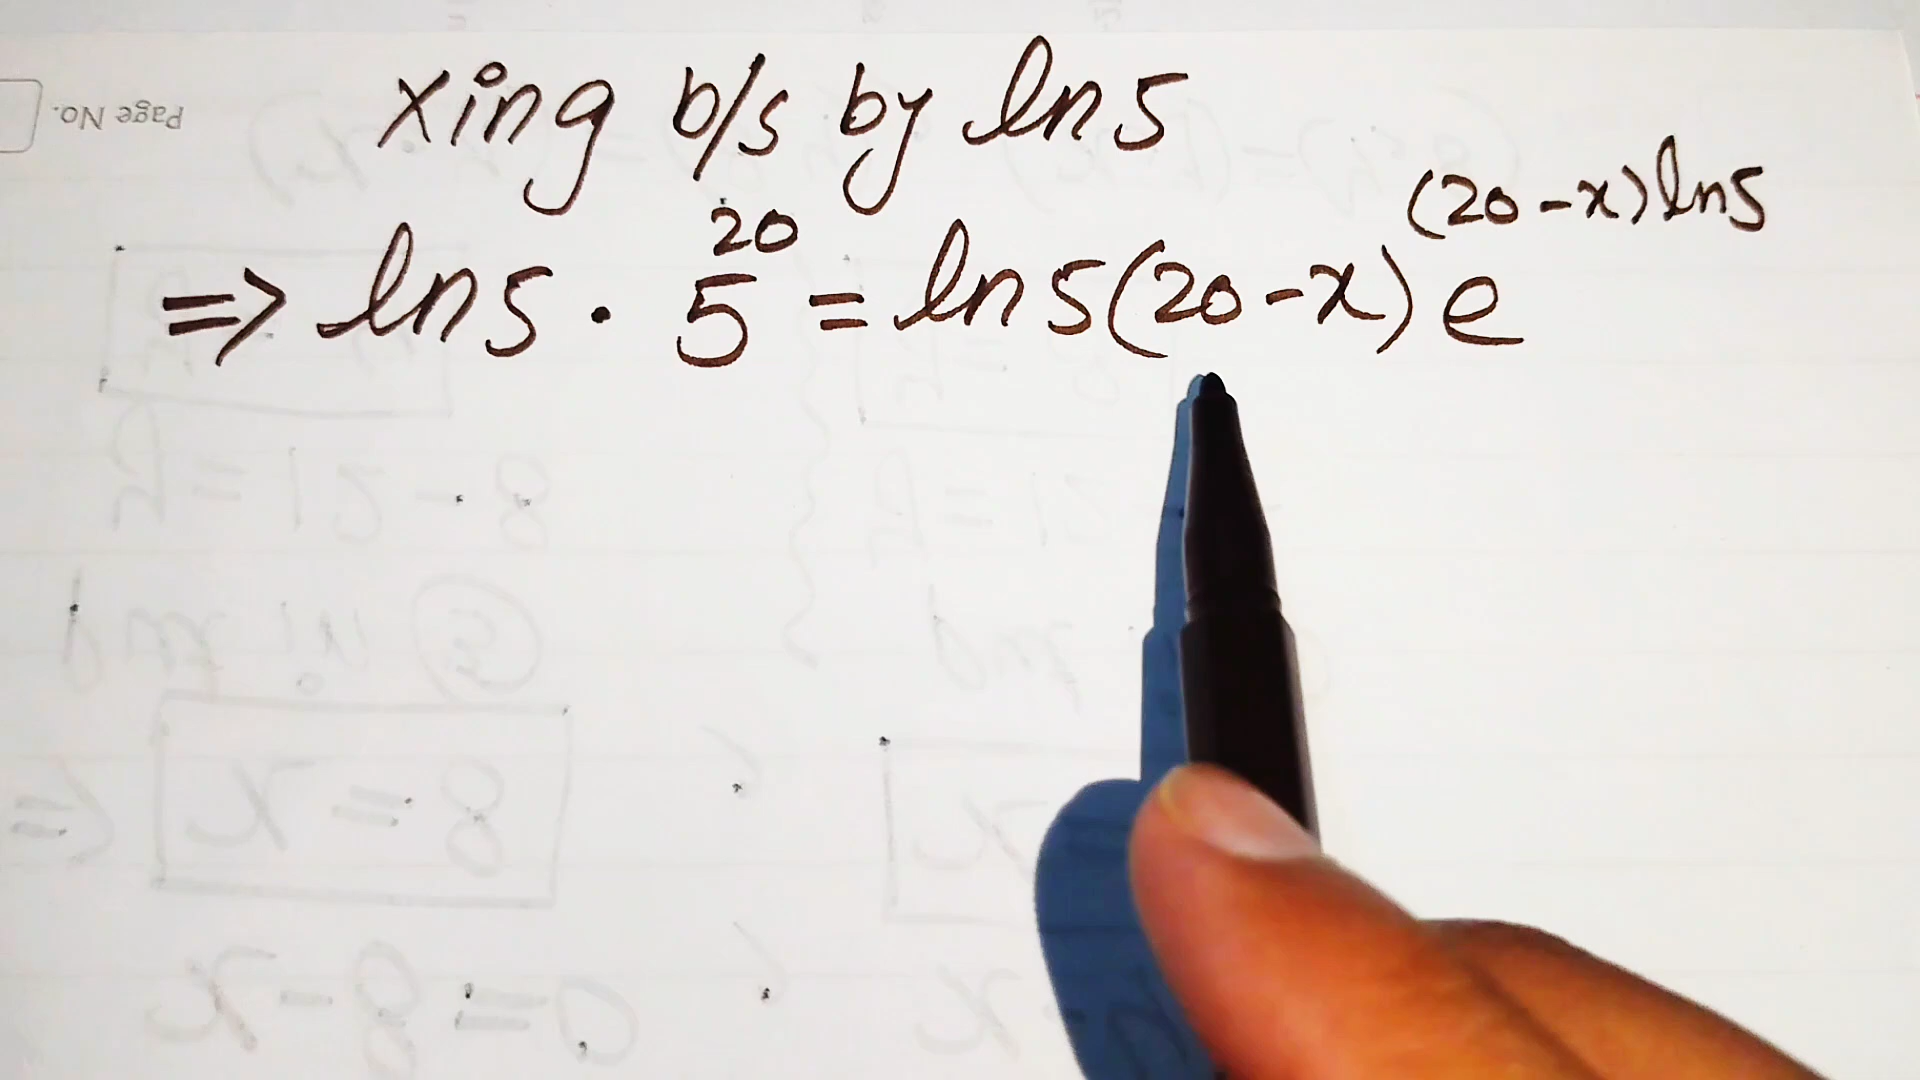 Page No.
xing b/s by ln5
=> ln5 · 5^20 = ln5(20-x)e^(20-x)ln5